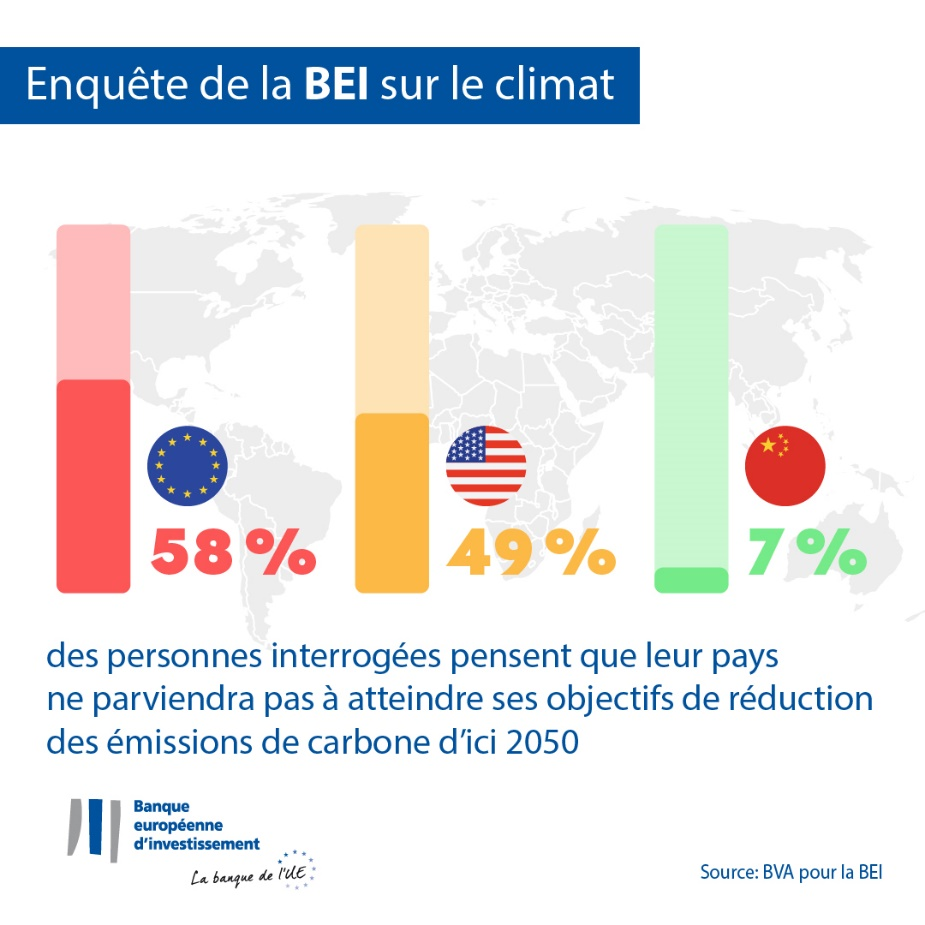 Enquête de la BEI sur le climat
58 %
49 %
7 %
des personnes interrogées pensent que leur pays
ne parviendra pas à atteindre ses objectifs de réduction
des émissions de carbone d’ici 2050
Banque
européenne
d’investissement
La banque de l’UE
Source: BVA pour la BEI